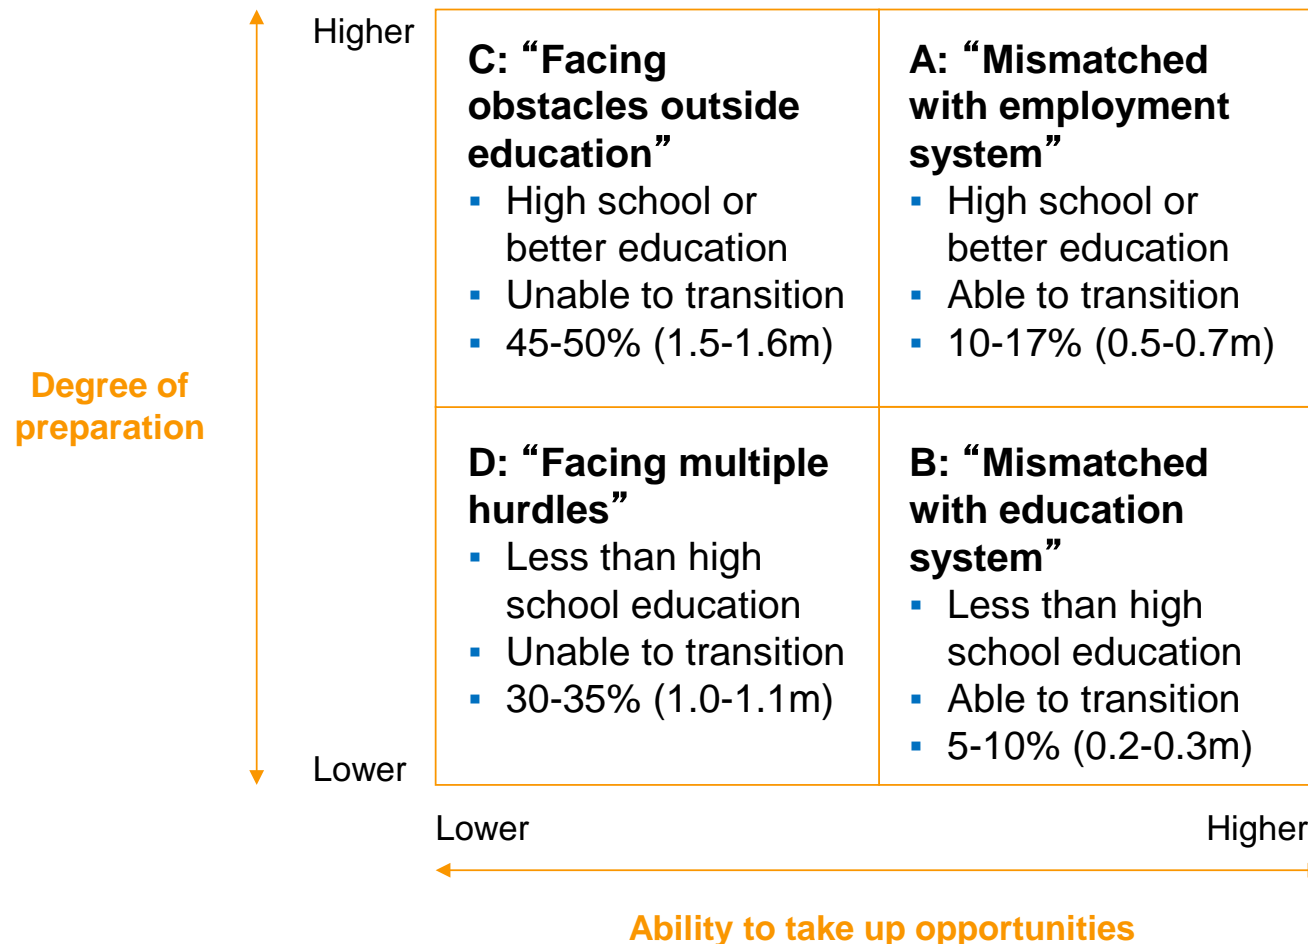 Higher
C: “Facing
obstacles outside
education”
▪ High school or
better education
▪ Unable to transition
▪ 45-50% (1.5-1.6m)
A: “Mismatched
with employment
system”
▪ High school or
better education
▪ Able to transition
▪ 10-17% (0.5-0.7m)
Degree of
preparation
D: “Facing multiple
hurdles”
▪ Less than high
school education
▪ Unable to transition
▪ 30-35% (1.0-1.1m)
B: “Mismatched
with education
system”
▪ Less than high
school education
▪ Able to transition
▪ 5-10% (0.2-0.3m)
Lower
Lower
Higher
Ability to take up opportunities